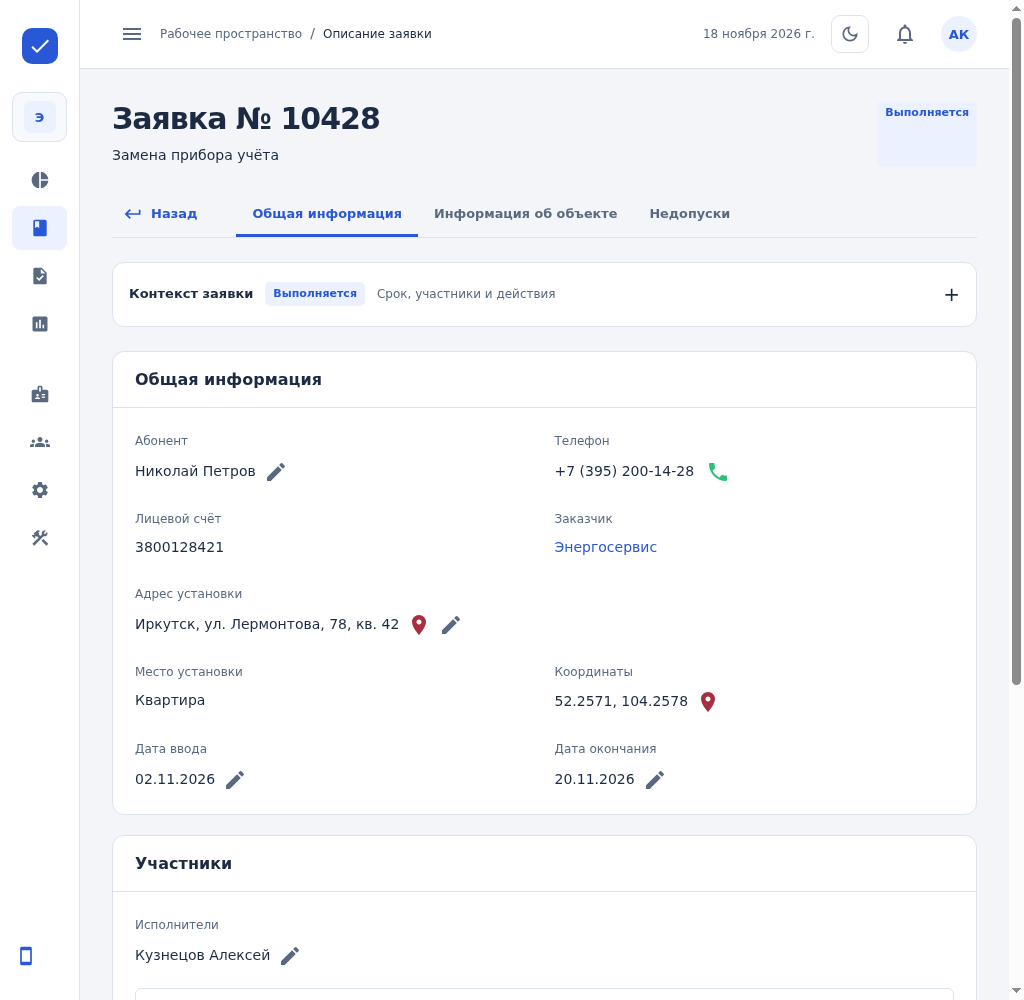 Рабочее пространство / Описание заявки
18 ноября 2026 г.
АК
Э
Заявка № 10428
Выполняется
Замена прибора учёта
Назад
Общая информация
Информация об объекте
Недопуски
Контекст заявки
Выполняется
Срок, участники и действия
Общая информация
Абонент
Телефон
Николай Петров
+7 (395) 200-14-28
Лицевой счёт
Заказчик
3800128421
Энергосервис
Адрес установки
Иркутск, ул. Лермонтова, 78, кв. 42
Место установки
Координаты
Квартира
52.2571, 104.2578
Дата ввода
Дата окончания
02.11.2026
20.11.2026
Участники
Исполнители
Кузнецов Алексей